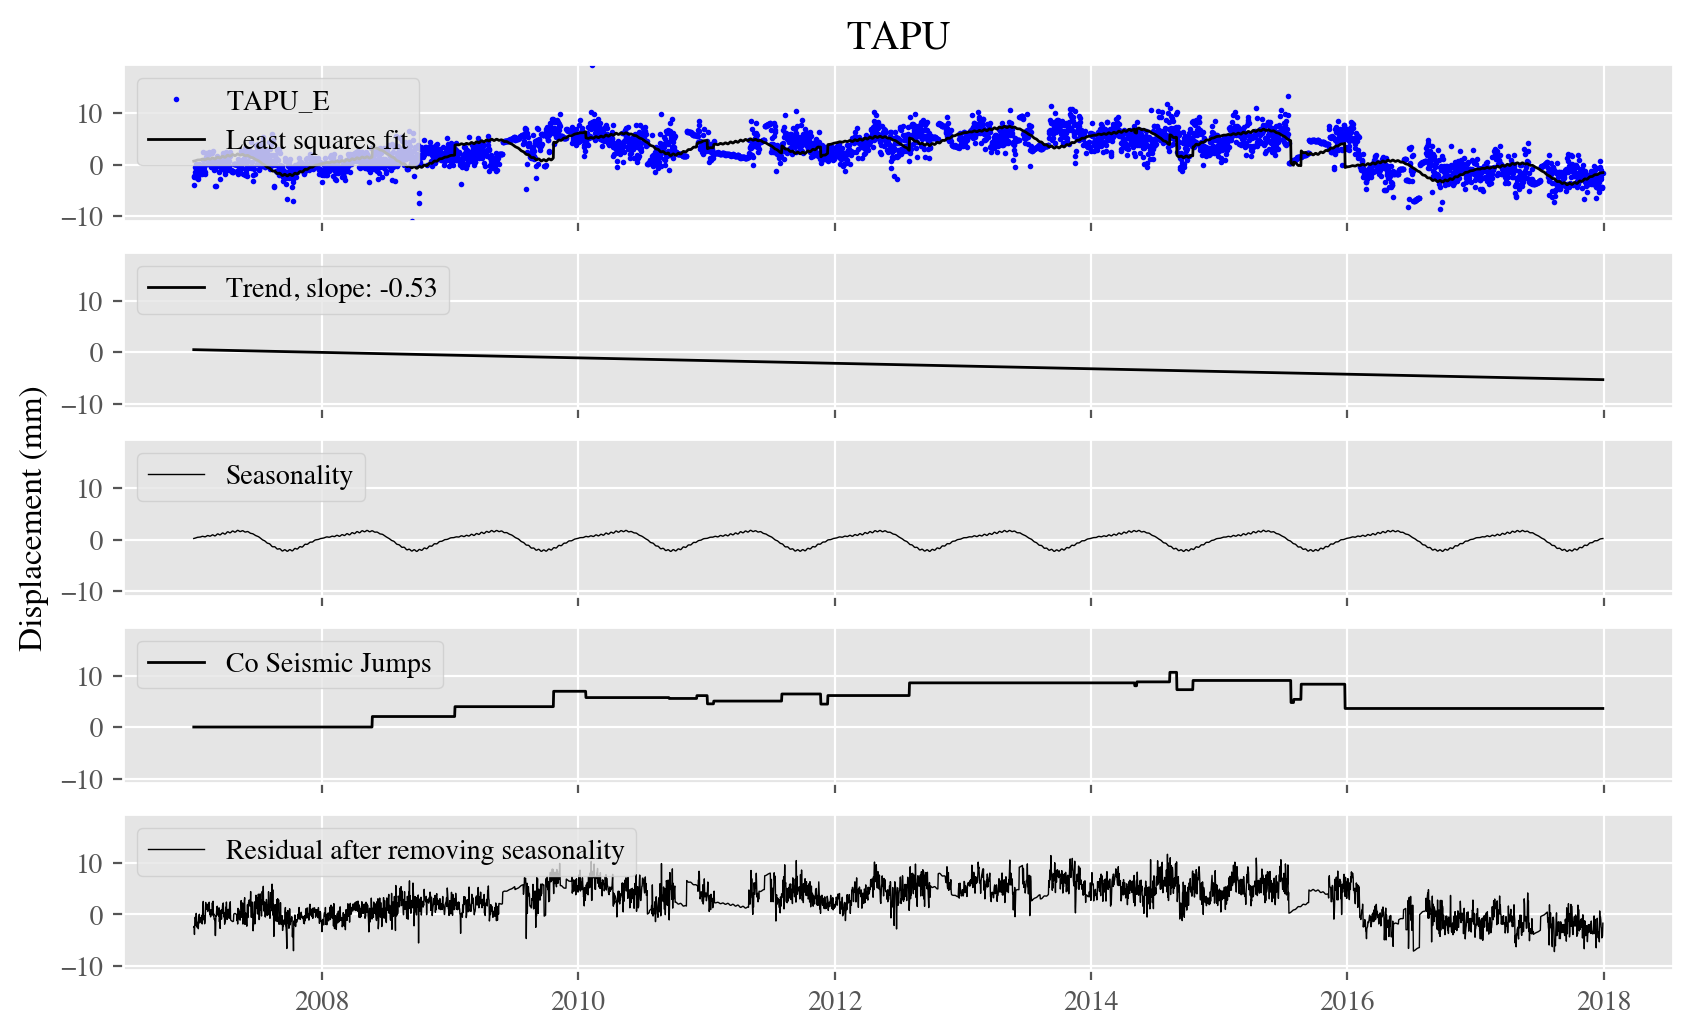 TAPU
TAPU_E
Least squares fit
10
0
−10
Trend, slope: -0.53
10
0
−10
Displacement (mm)
Seasonality
10
0
−10
Co Seismic Jumps
10
0
−10
Residual after removing seasonality
10
0
−10
2008 2010 2012 2014 2016 2018